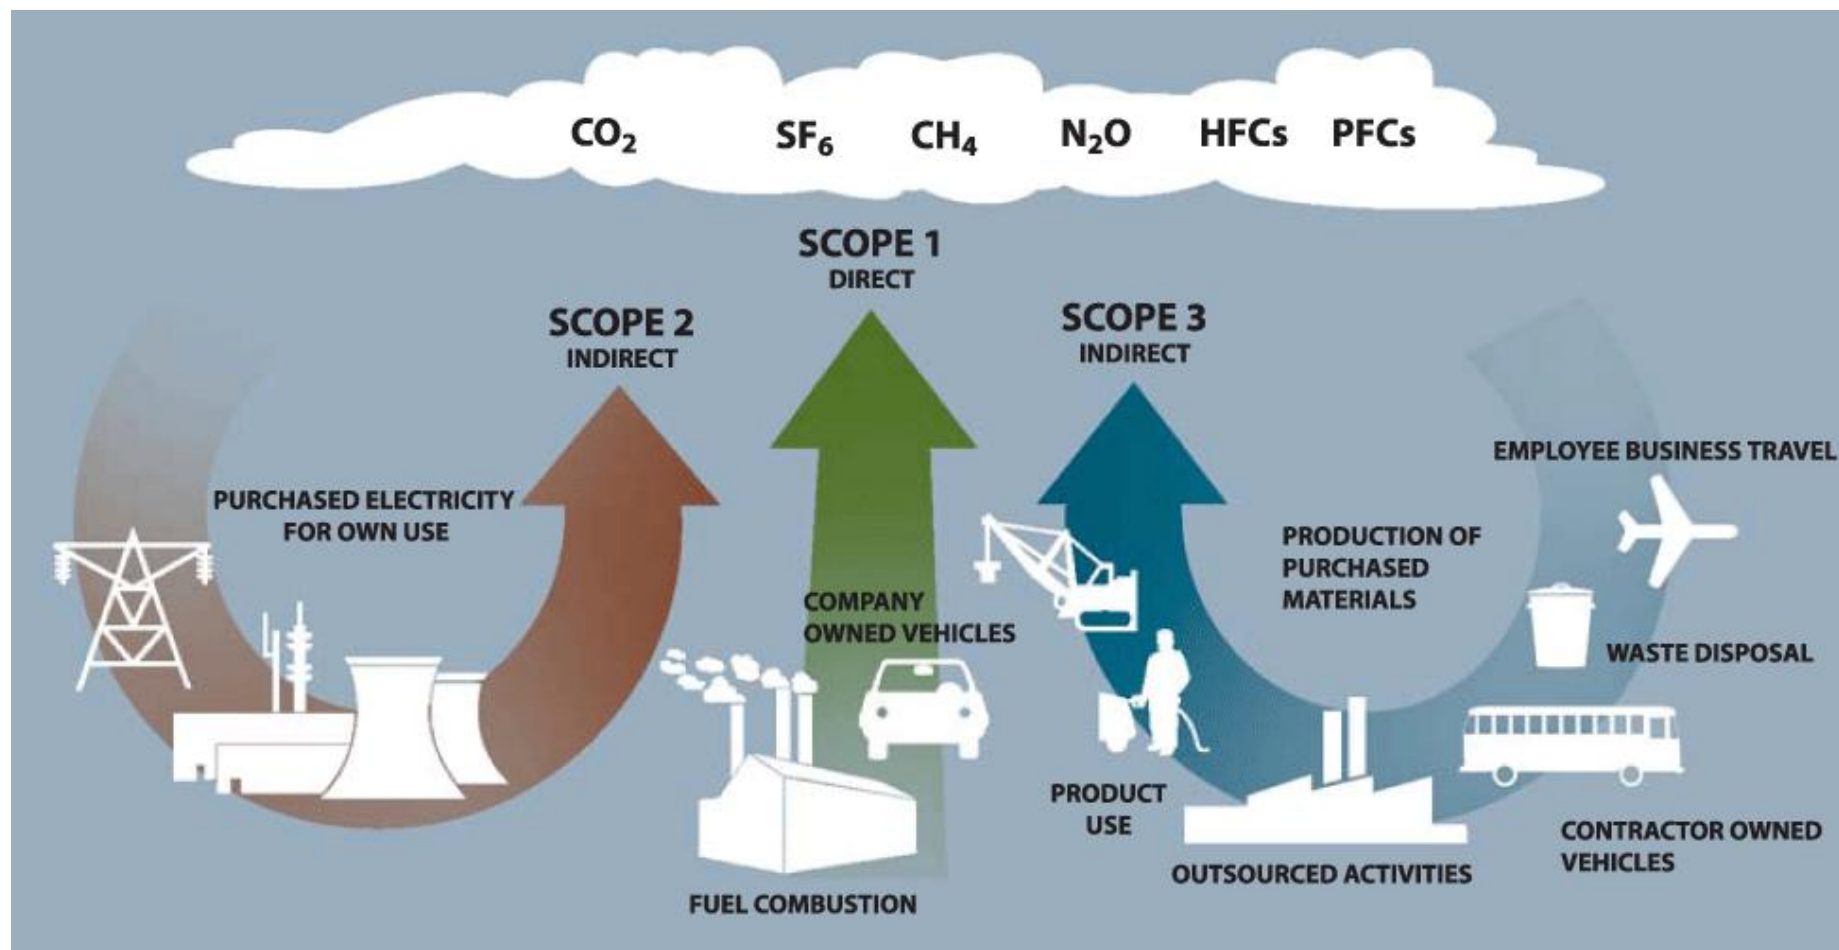 CO₂ SF₆ CH₄ N₂O HFCs PFCs
SCOPE 1
DIRECT
SCOPE 2
INDIRECT
SCOPE 3
INDIRECT
PURCHASED ELECTRICITY
FOR OWN USE
COMPANY
OWNED VEHICLES
FUEL COMBUSTION
EMPLOYEE BUSINESS TRAVEL
PRODUCTION OF
PURCHASED
MATERIALS
WASTE DISPOSAL
PRODUCT
USE
OUTSOURCED ACTIVITIES
CONTRACTOR OWNED
VEHICLES